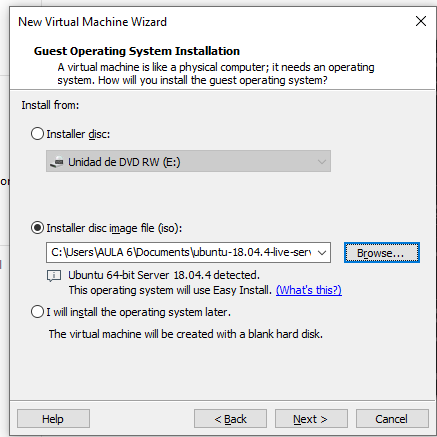 New Virtual Machine Wizard
Guest Operating System Installation
A virtual machine is like a physical computer; it needs an operating
system. How will you install the guest operating system?
Install from:
Installer disc:
Unidad de DVD RW (E:)
Installer disc image file (iso):
C:\Users\AULA 6\Documents\ubuntu-18.04.4-live-serv
Browse...
Ubuntu 64-bit Server 18.04.4 detected.
This operating system will use Easy Install. (What's this?)
I will install the operating system later.
The virtual machine will be created with a blank hard disk.
Help
< Back
Next >
Cancel